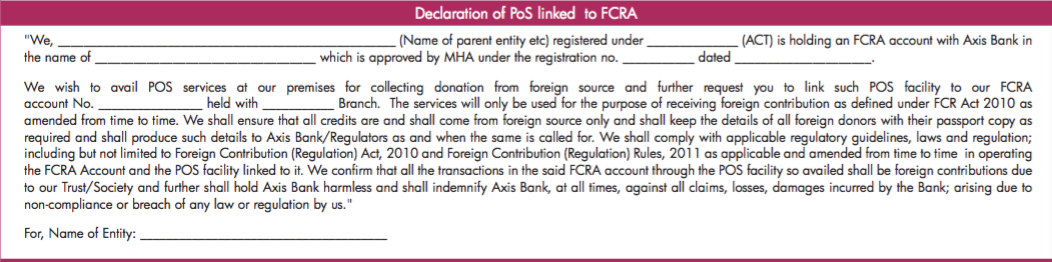 Declaration of PoS linked to FCRA
"We, ______________________________________________ (Name of parent entity etc) registered under ____________ (ACT) is holding an FCRA account with Axis Bank in
the name of ______________________________ which is approved by MHA under the registration no. __________ dated ___________________.
We wish to avail POS services at our premises for collecting donation from foreign source and further request you to link such POS facility to our FCRA
account No. ______________ held with __________ Branch. The services will only be used for the purpose of receiving foreign contribution as defined under FCR Act 2010 as
amended from time to time. We shall ensure that all credits are and shall come from foreign source only and shall keep the details of all foreign donors with their passport copy as
required and shall produce such details to Axis Bank/Regulators as and when the same is called for. We shall comply with applicable regulatory guidelines, laws and regulation;
including but not limited to Foreign Contribution (Regulation) Act, 2010 and Foreign Contribution (Regulation) Rules, 2011 as applicable and amended from time to time in operating
the FCRA Account and the POS facility linked to it. We confirm that all the transactions in the said FCRA account through the POS facility so availed shall be foreign contributions due
to our Trust/Society and further shall hold Axis Bank harmless and shall indemnify Axis Bank, at all times, against all claims, losses, damages incurred by the Bank; arising due to
non-compliance or breach of any law or regulation by us."
For, Name of Entity: __________________________________